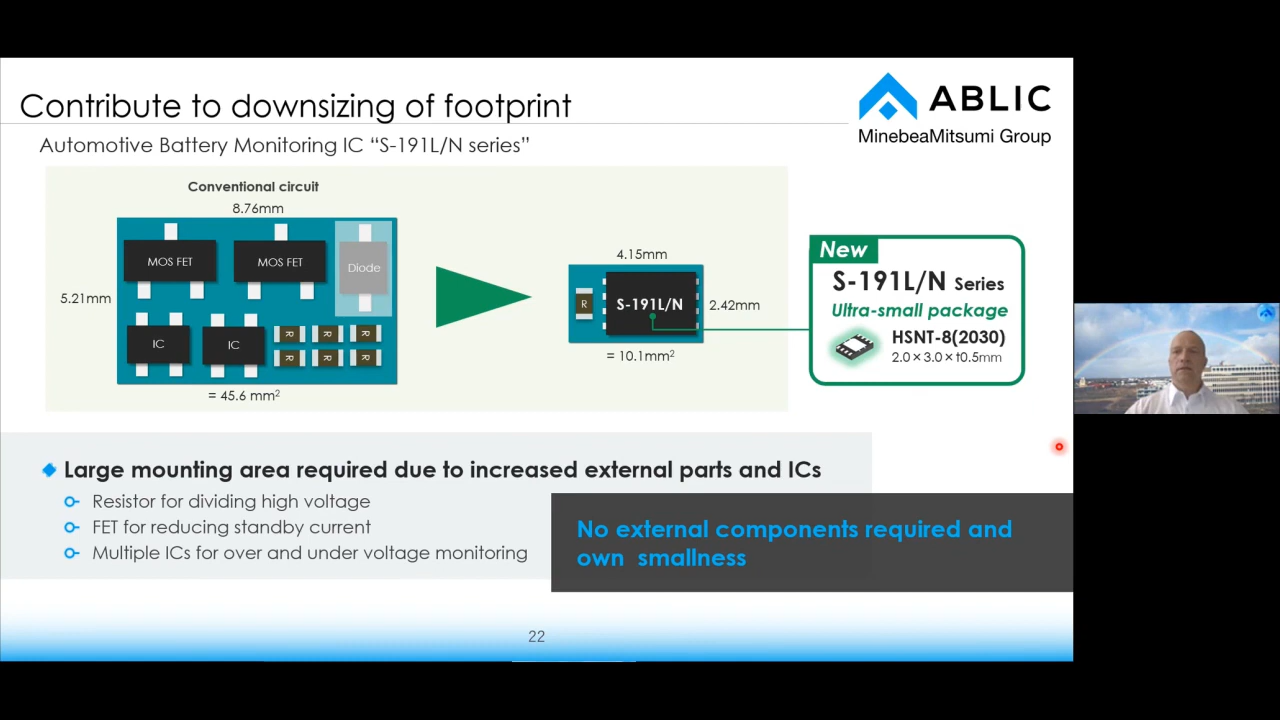 Contribute to downsizing of footprint
ABLIC
MinebeaMitsumi Group
Automotive Battery Monitoring IC “S-191L/N series”
Conventional circuit
8.76mm
5.21mm
MOS FET
MOS FET
Diode
IC
IC
R
R
R
R
R
R
= 45.6 mm²
4.15mm
R
S-191L/N
2.42mm
= 10.1mm²
New
S-191L/N Series
Ultra-small package
HSNT-8(2030)
2.0 × 3.0 × t0.5mm
Large mounting area required due to increased external parts and ICs
Resistor for dividing high voltage
FET for reducing standby current
Multiple ICs for over and under voltage monitoring
No external components required and
own smallness
22